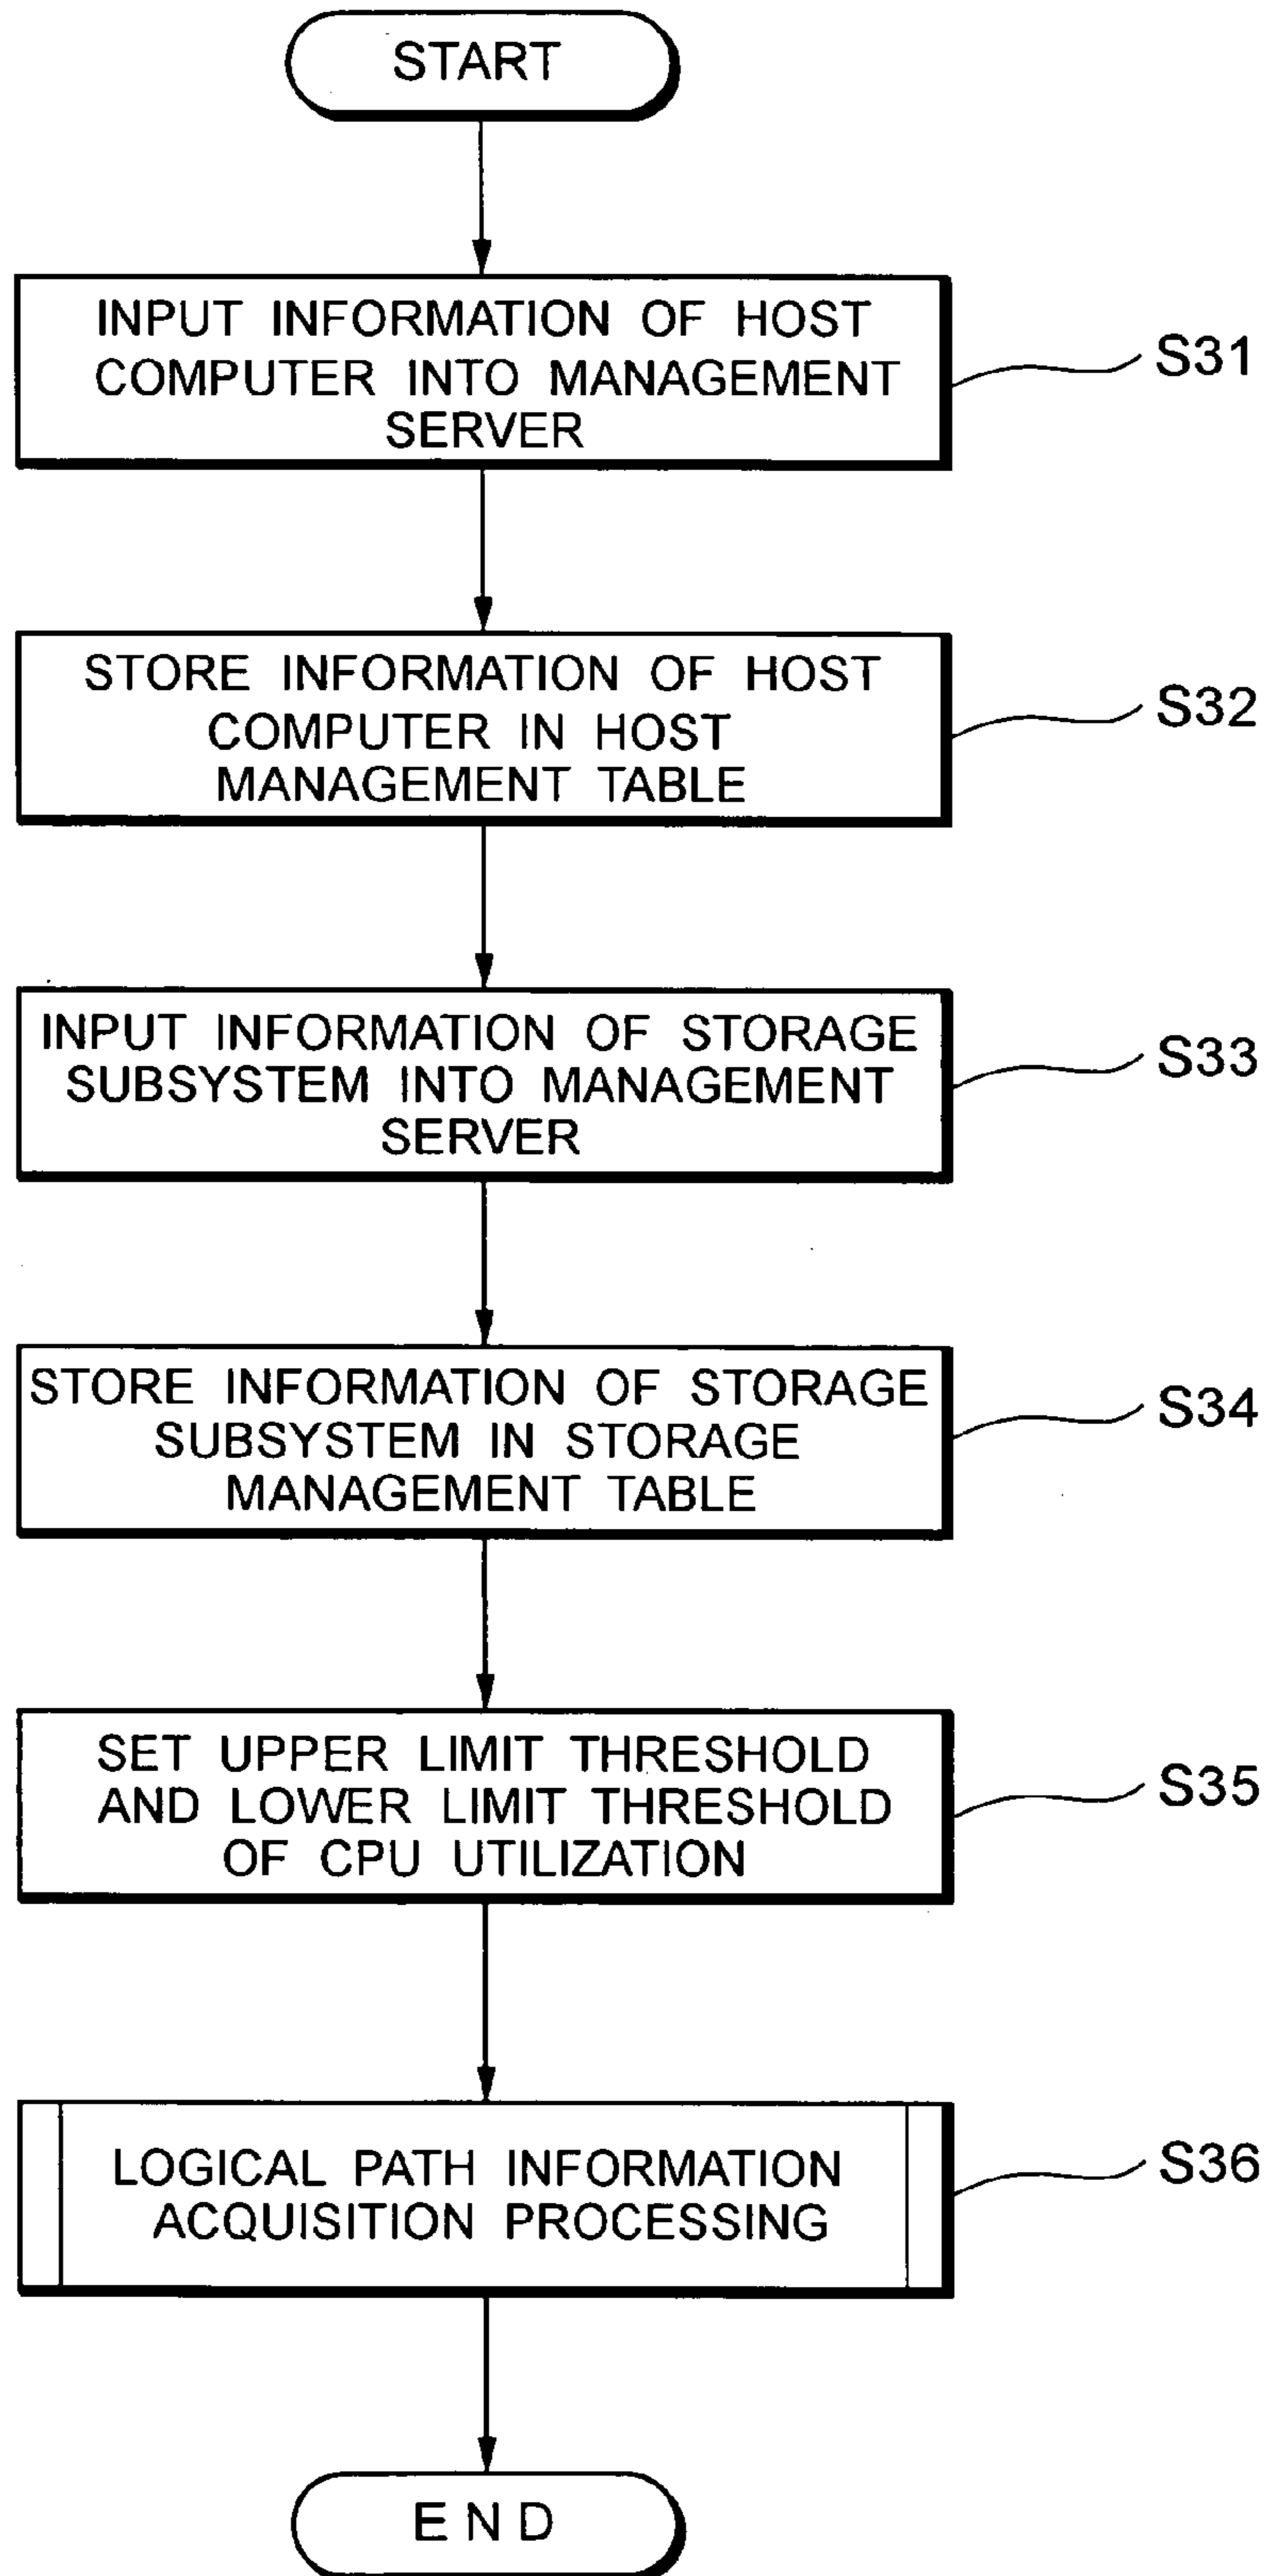 START
INPUT INFORMATION OF HOST
COMPUTER INTO MANAGEMENT
SERVER
S31
STORE INFORMATION OF HOST
COMPUTER IN HOST
MANAGEMENT TABLE
S32
INPUT INFORMATION OF STORAGE
SUBSYSTEM INTO MANAGEMENT
SERVER
S33
STORE INFORMATION OF STORAGE
SUBSYSTEM IN STORAGE
MANAGEMENT TABLE
S34
SET UPPER LIMIT THRESHOLD
AND LOWER LIMIT THRESHOLD
OF CPU UTILIZATION
S35
LOGICAL PATH INFORMATION
ACQUISITION PROCESSING
S36
END